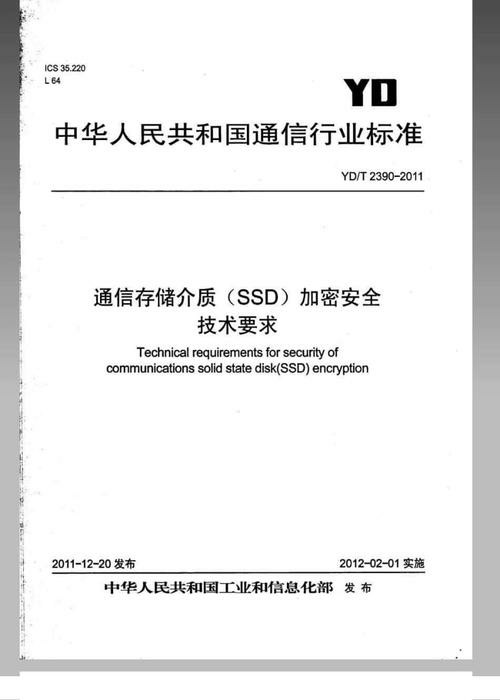 ICS 35.220
L 64
YD
中华人民共和国通信行业标准
YD/T 2390-2011
通信存储介质（SSD）加密安全
技术要求
Technical requirements for security of
communications solid state disk(SSD) encryption
2011-12-20 发布
2012-02-01 实施
中华人民共和国工业和信息化部 发布